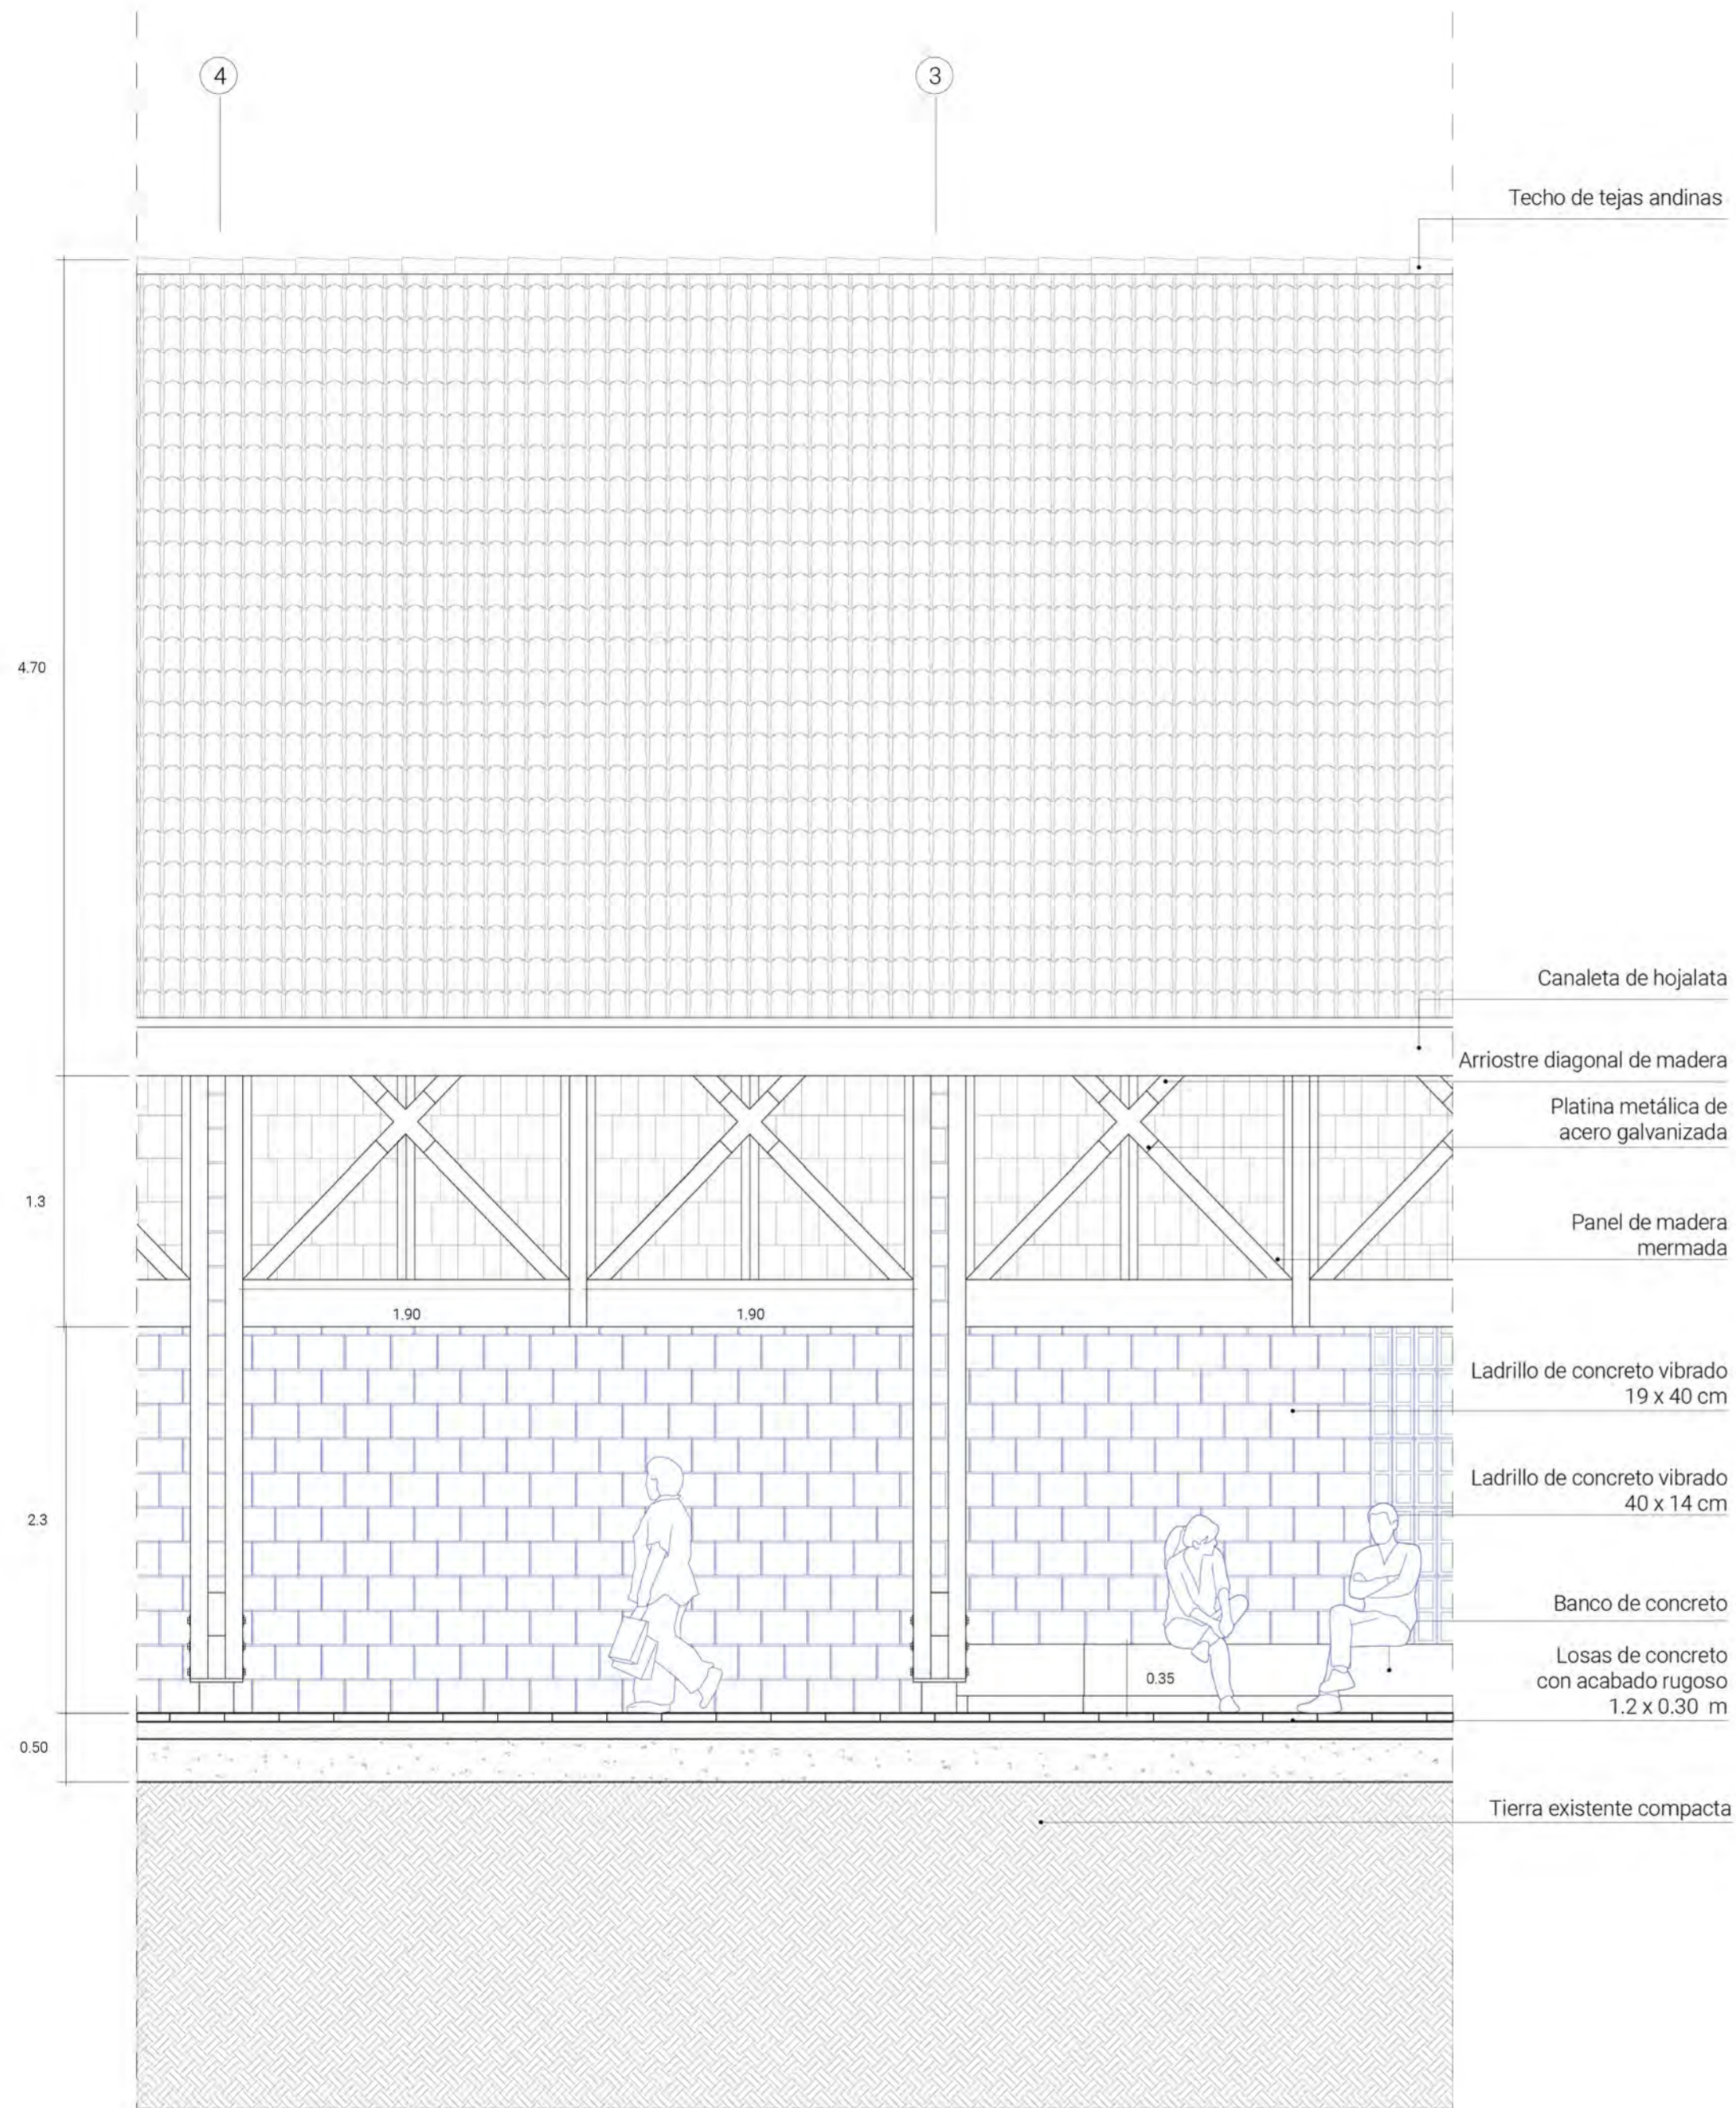 4
3
Techo de tejas andinas
4.70
Canaleta de hojalata
Arriostre diagonal de madera
Platina metálica de
acero galvanizada
1.3
Panel de madera
mermada
1.90
1.90
Ladrillo de concreto vibrado
19 x 40 cm
Ladrillo de concreto vibrado
40 x 14 cm
2.3
Banco de concreto
Losas de concreto
con acabado rugoso
1.2 x 0.30 m
0.35
0.50
Tierra existente compacta